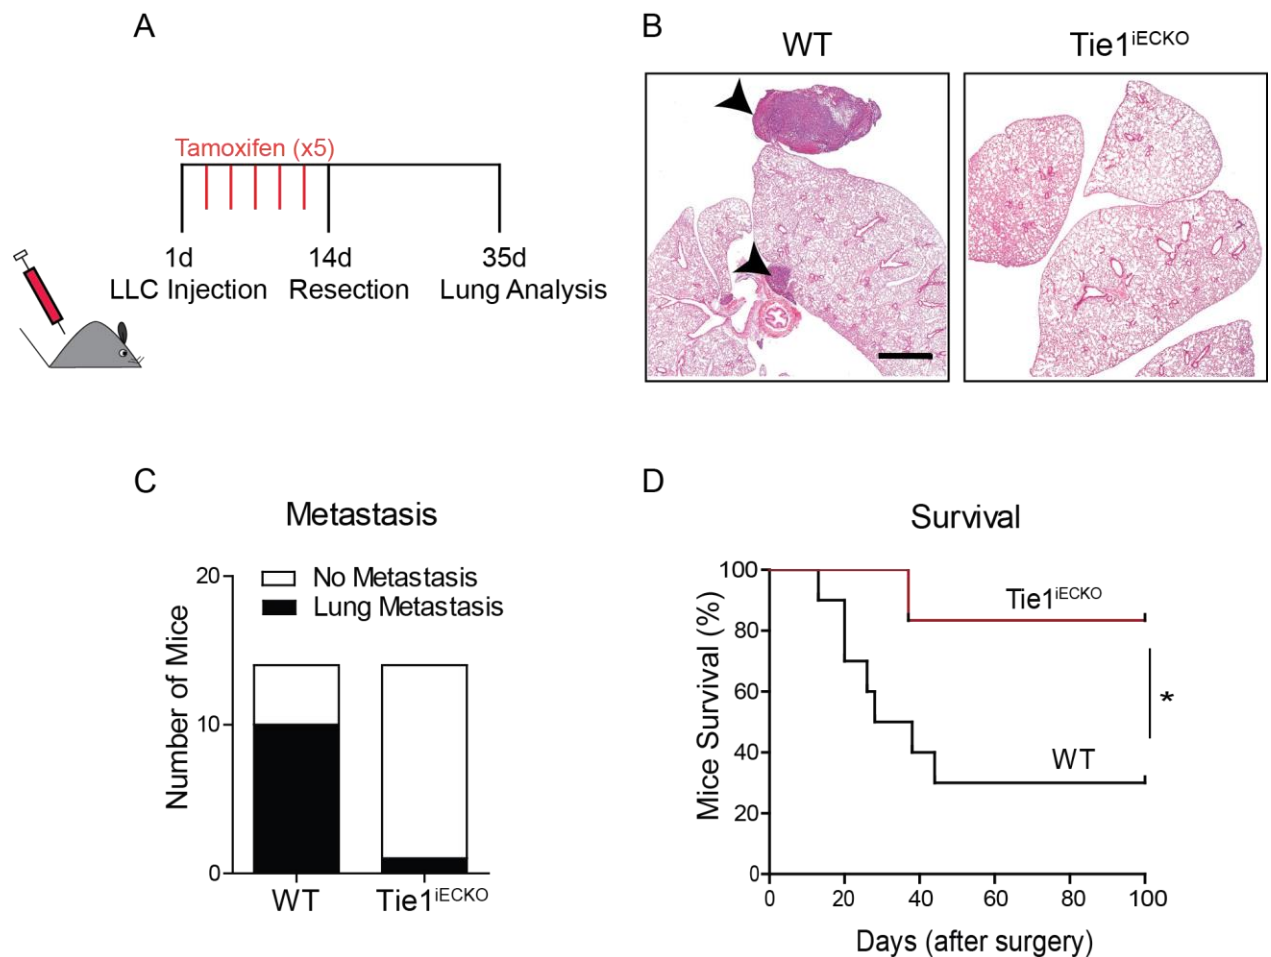 A
Tamoxifen (x5)
1d 14d 35d
LLC Injection Resection Lung Analysis
B
WT Tie1iECKO
C
Metastasis
No Metastasis
Lung Metastasis
Number of Mice
20
10
0
WT Tie1iECKO
D
Survival
Mice Survival (%)
100
80
60
40
20
0
Tie1iECKO
*
WT
0 20 40 60 80 100
Days (after surgery)